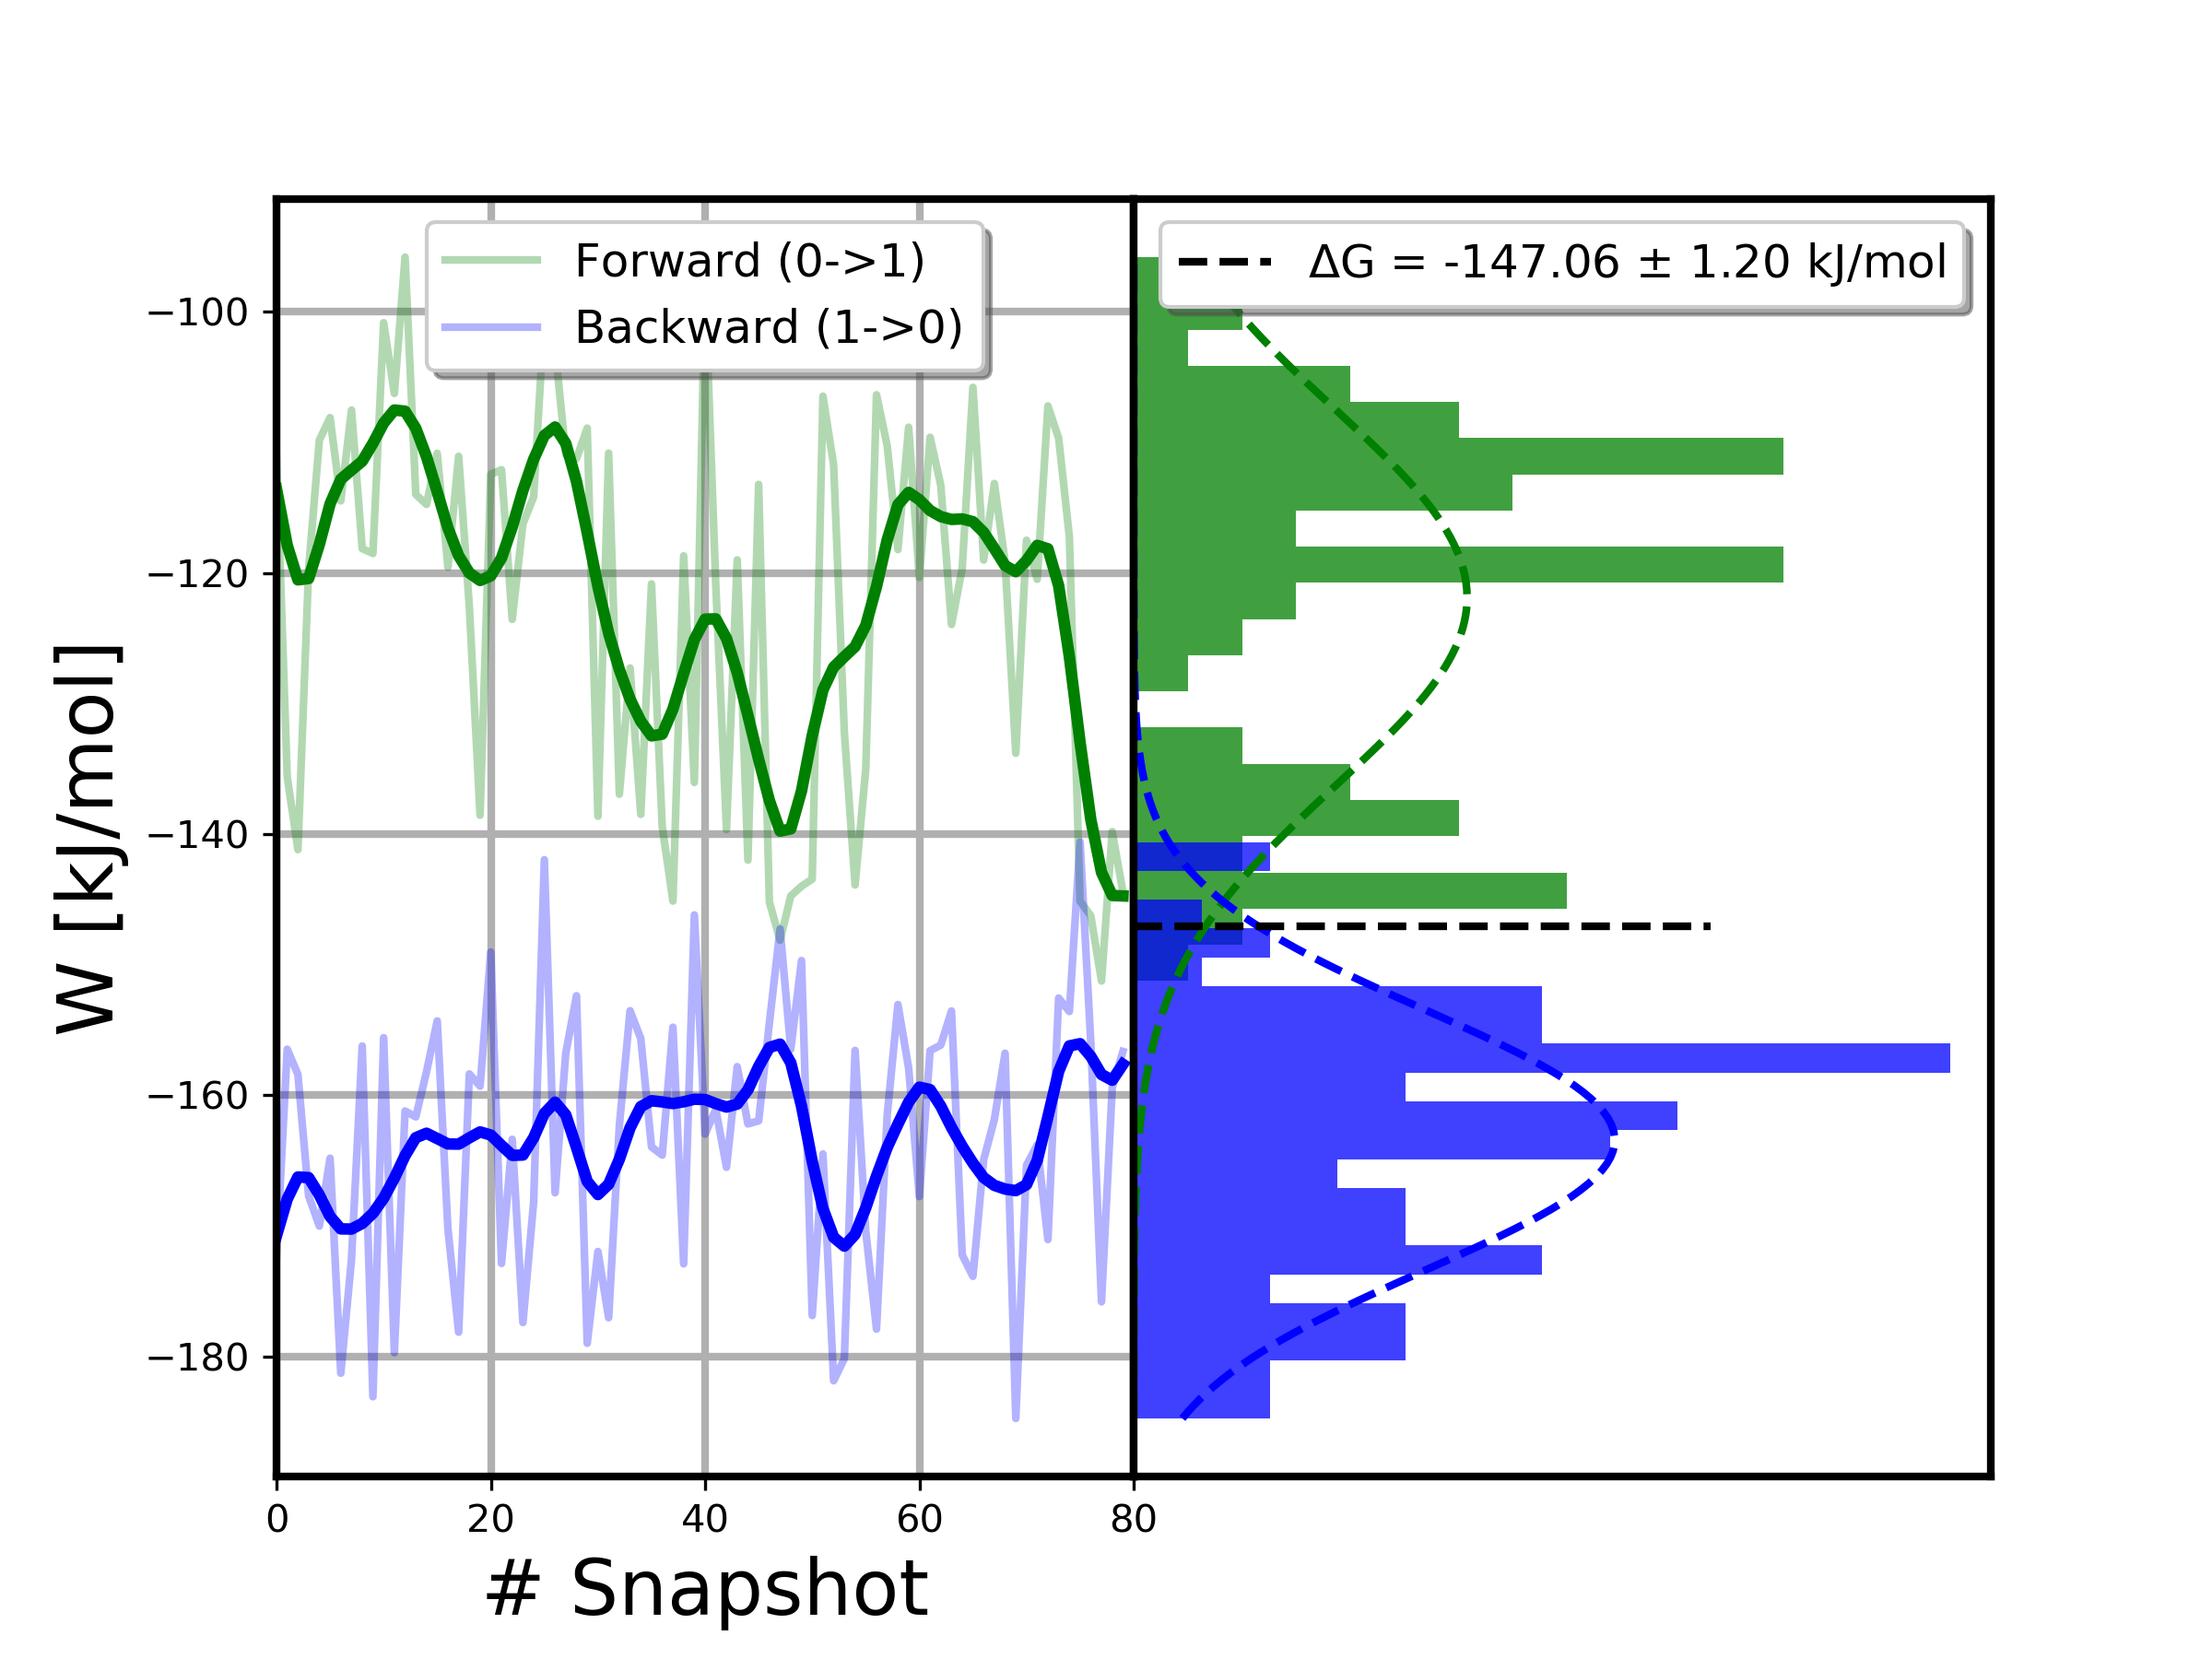 Forward (0->1)
Backward (1->0)
ΔG = -147.06 ± 1.20 kJ/mol
W [kJ/mol]
−100
−120
−140
−160
−180
0 20 40 60 80
# Snapshot